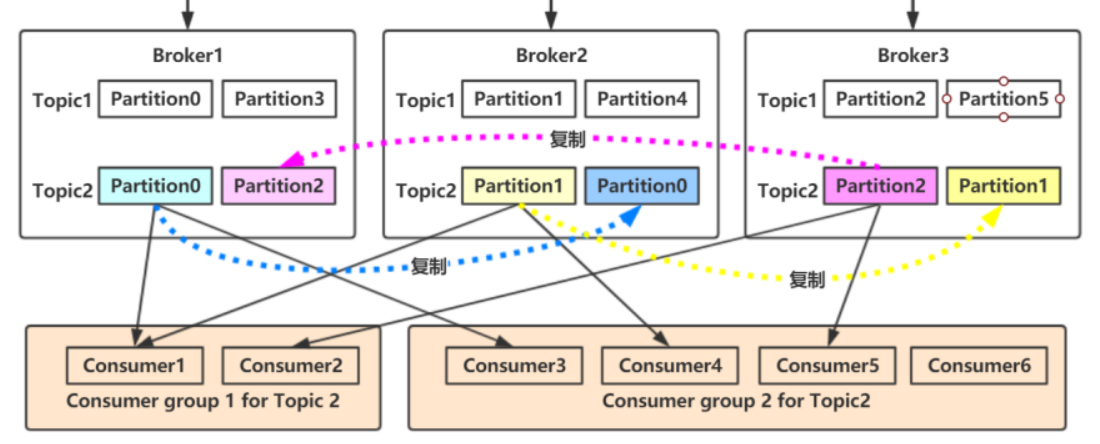 Broker1
Broker2
Broker3
Topic1 Partition0 Partition3
Topic1 Partition1 Partition4
Topic1 Partition2 Partition5
复制
Topic2 Partition0 Partition2
Topic2 Partition1 Partition0
Topic2 Partition2 Partition1
复制
复制
Consumer1 Consumer2
Consumer group 1 for Topic 2
Consumer3 Consumer4 Consumer5 Consumer6
Consumer group 2 for Topic2